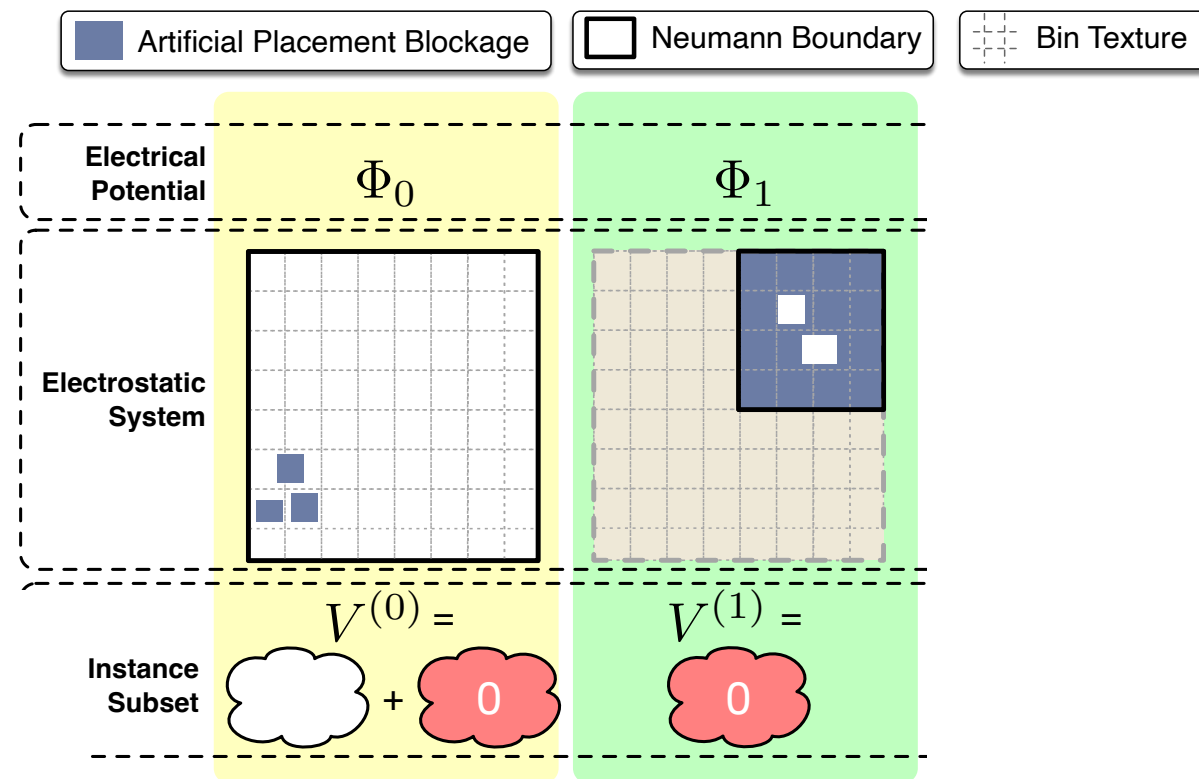 Artificial Placement Blockage
Neumann Boundary
Bin Texture
Electrical
Potential
Φ₀
Φ₁
Electrostatic
System
V⁽⁰⁾ =
V⁽¹⁾ =
Instance
Subset
+
0
0